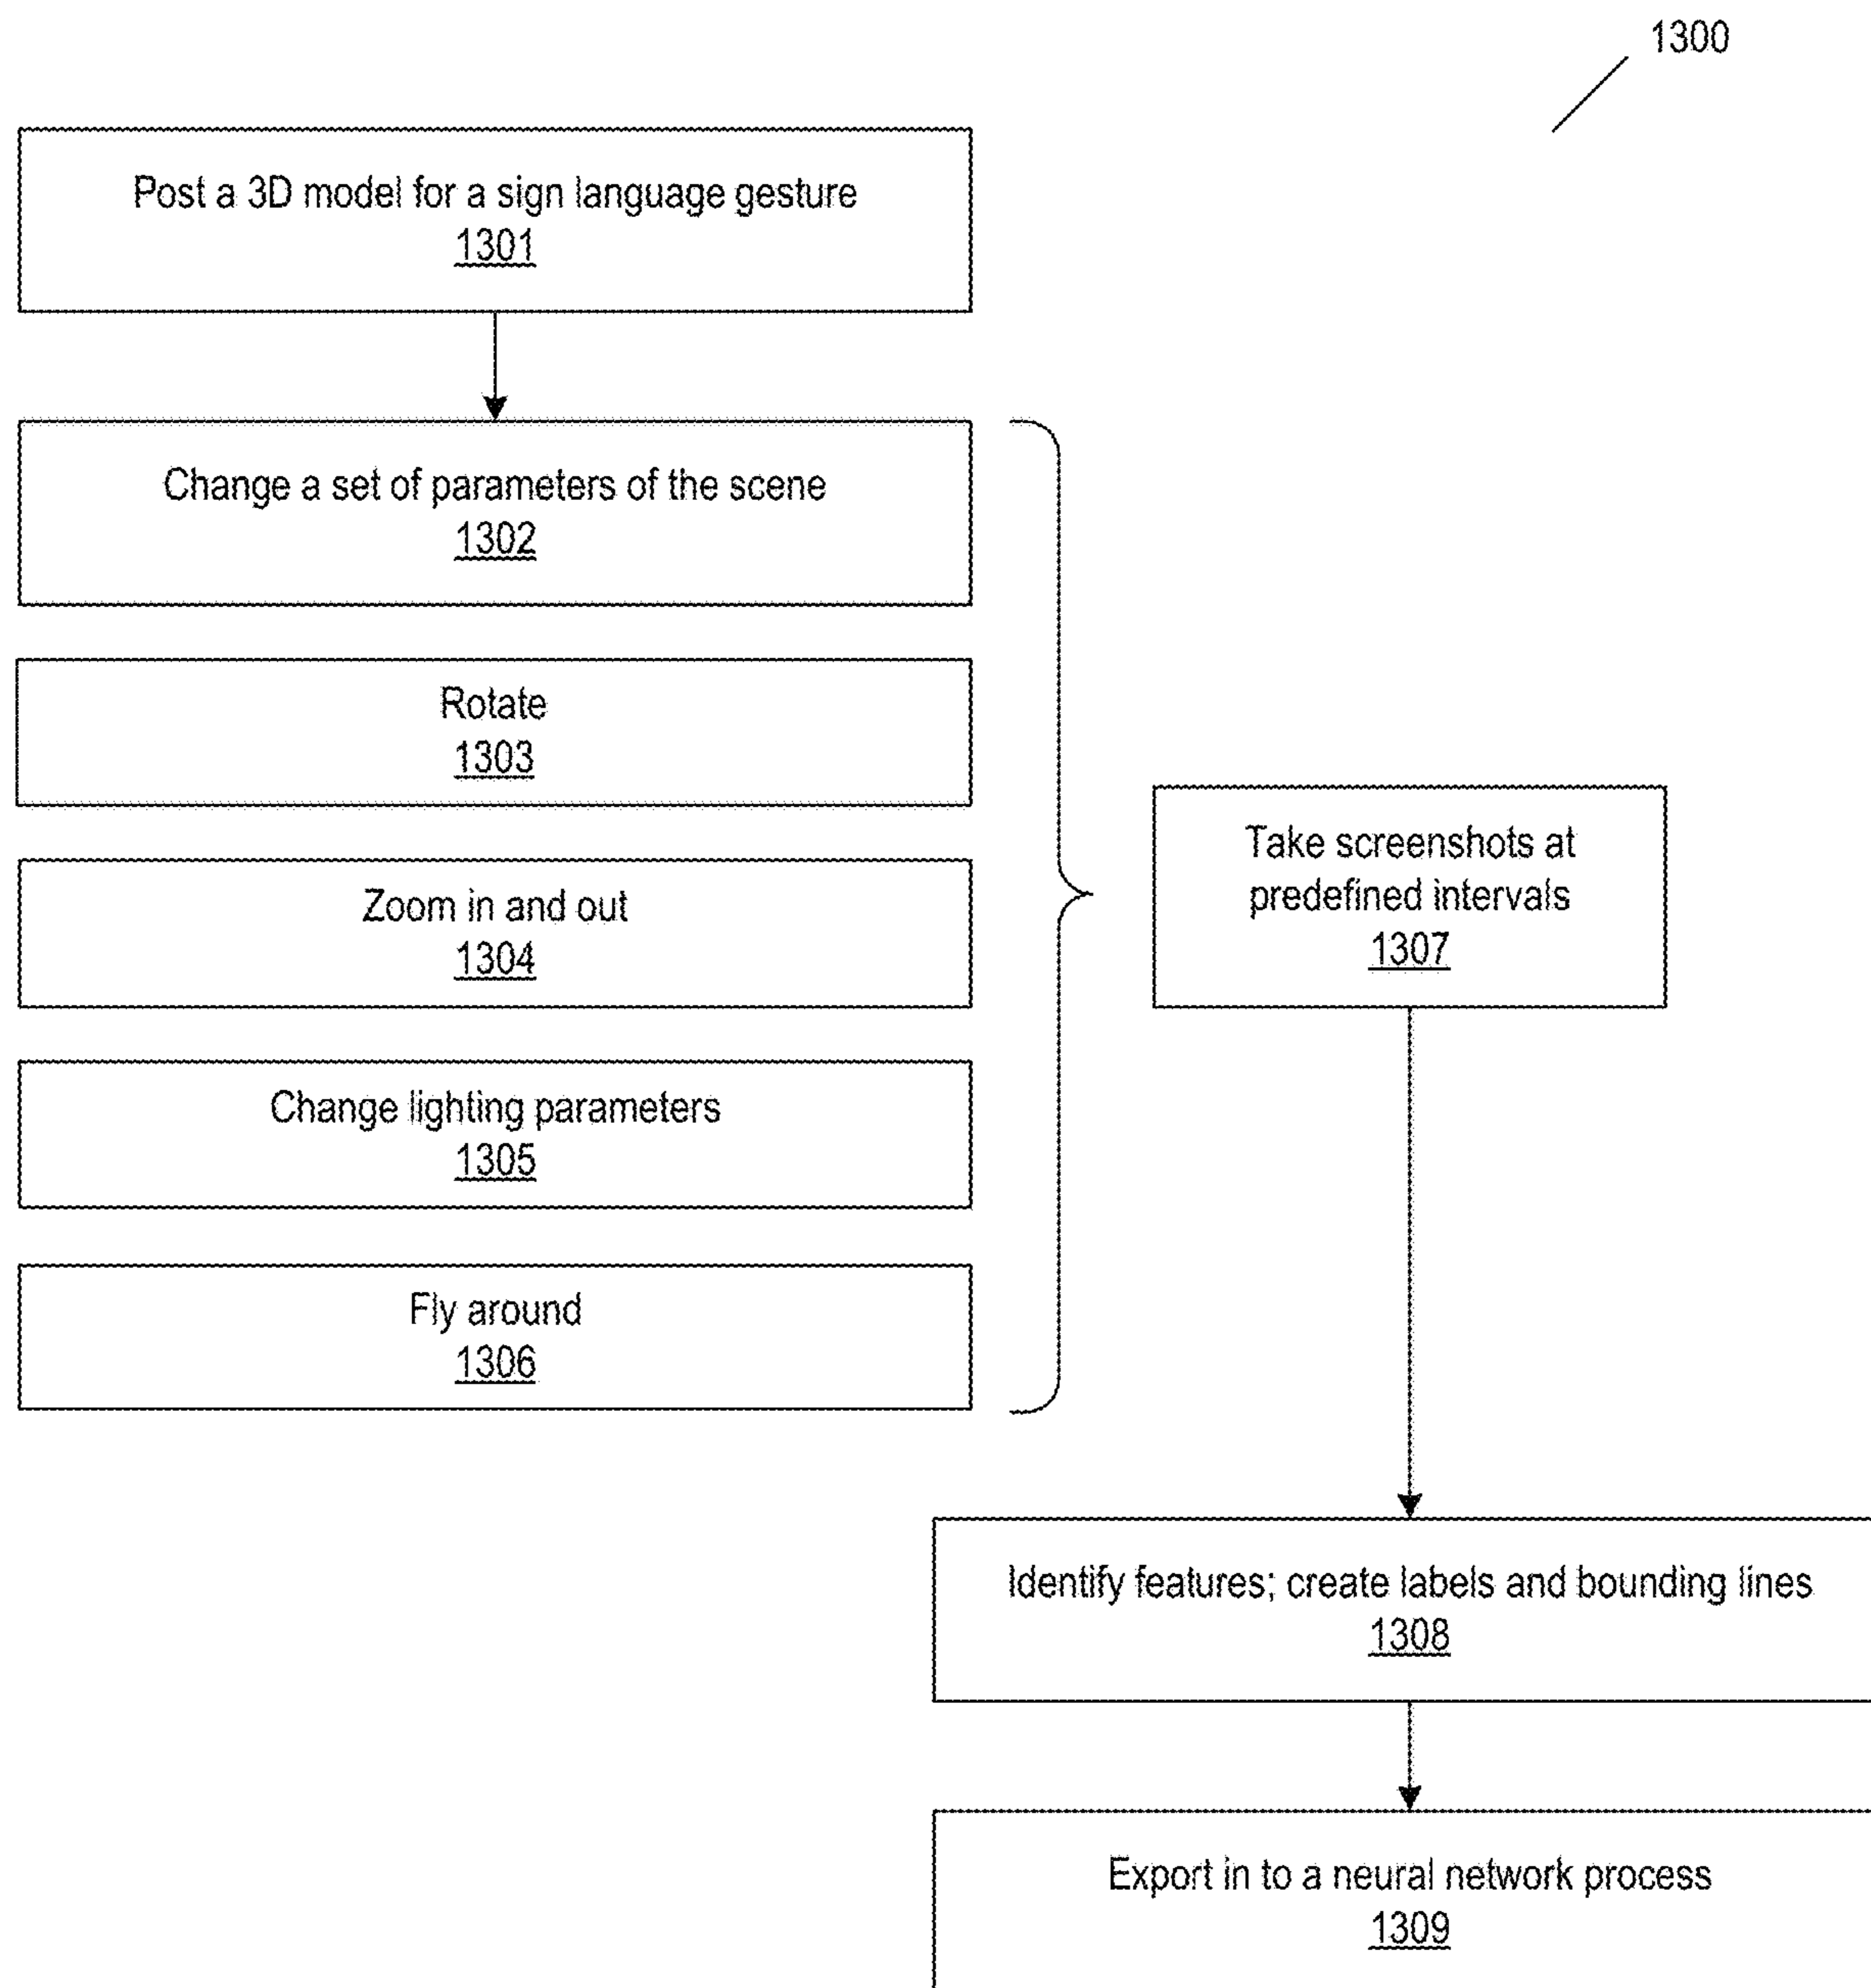 1300
Post a 3D model for a sign language gesture
1301
Change a set of parameters of the scene
1302
Rotate
1303
Zoom in and out
1304
Change lighting parameters
1305
Fly around
1306
Take screenshots at
predefined intervals
1307
Identify features; create labels and bounding lines
1308
Export in to a neural network process
1309